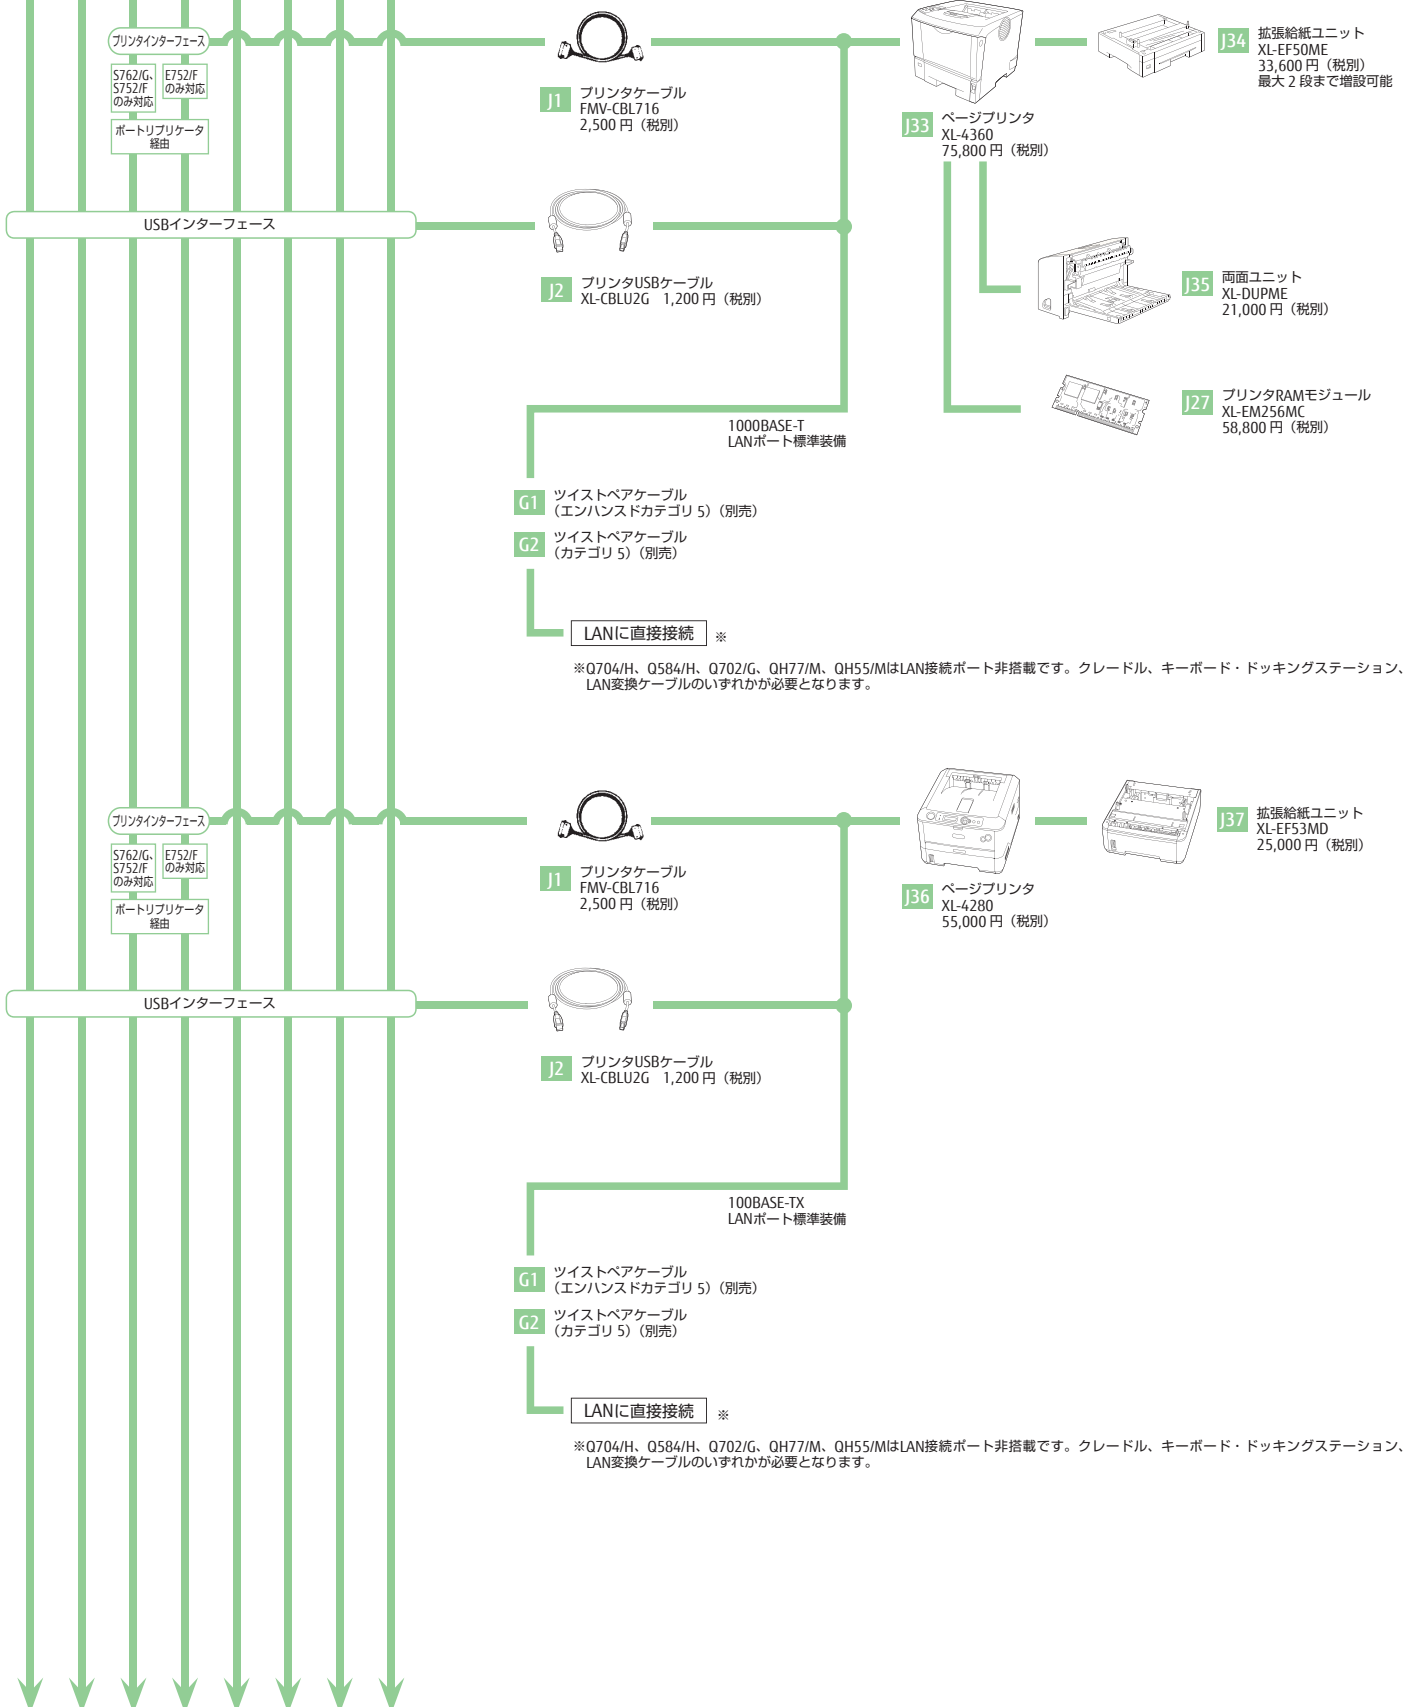 プリンタインターフェース
S762/G、
S752/F
のみ対応
E752/F
のみ対応
ポートリプリケータ
経由
J1
プリンタケーブル
FMV-CBL716
2,500 円（税別）
J33
ページプリンタ
XL-4360
75,800 円（税別）
J34
拡張給紙ユニット
XL-EF50ME
33,600 円（税別）
最大 2 段まで増設可能
USBインターフェース
J2
プリンタUSBケーブル
XL-CBLU2G　1,200 円（税別）
J35
両面ユニット
XL-DUPME
21,000 円（税別）
J27
プリンタRAMモジュール
XL-EM256MC
58,800 円（税別）
1000BASE-T
LANポート標準装備
G1
ツイストペアケーブル
（エンハンスドカテゴリ 5）（別売）
G2
ツイストペアケーブル
（カテゴリ 5）（別売）
LANに直接接続 ※
※Q704/H、Q584/H、Q702/G、QH77/M、QH55/MはLAN接続ポート非搭載です。クレードル、キーボード・ドッキングステーション、
LAN変換ケーブルのいずれかが必要となります。
プリンタインターフェース
S762/G、
S752/F
のみ対応
E752/F
のみ対応
ポートリプリケータ
経由
J1
プリンタケーブル
FMV-CBL716
2,500 円（税別）
J36
ページプリンタ
XL-4280
55,000 円（税別）
J37
拡張給紙ユニット
XL-EF53MD
25,000 円（税別）
USBインターフェース
J2
プリンタUSBケーブル
XL-CBLU2G　1,200 円（税別）
100BASE-TX
LANポート標準装備
G1
ツイストペアケーブル
（エンハンスドカテゴリ 5）（別売）
G2
ツイストペアケーブル
（カテゴリ 5）（別売）
LANに直接接続 ※
※Q704/H、Q584/H、Q702/G、QH77/M、QH55/MはLAN接続ポート非搭載です。クレードル、キーボード・ドッキングステーション、
LAN変換ケーブルのいずれかが必要となります。